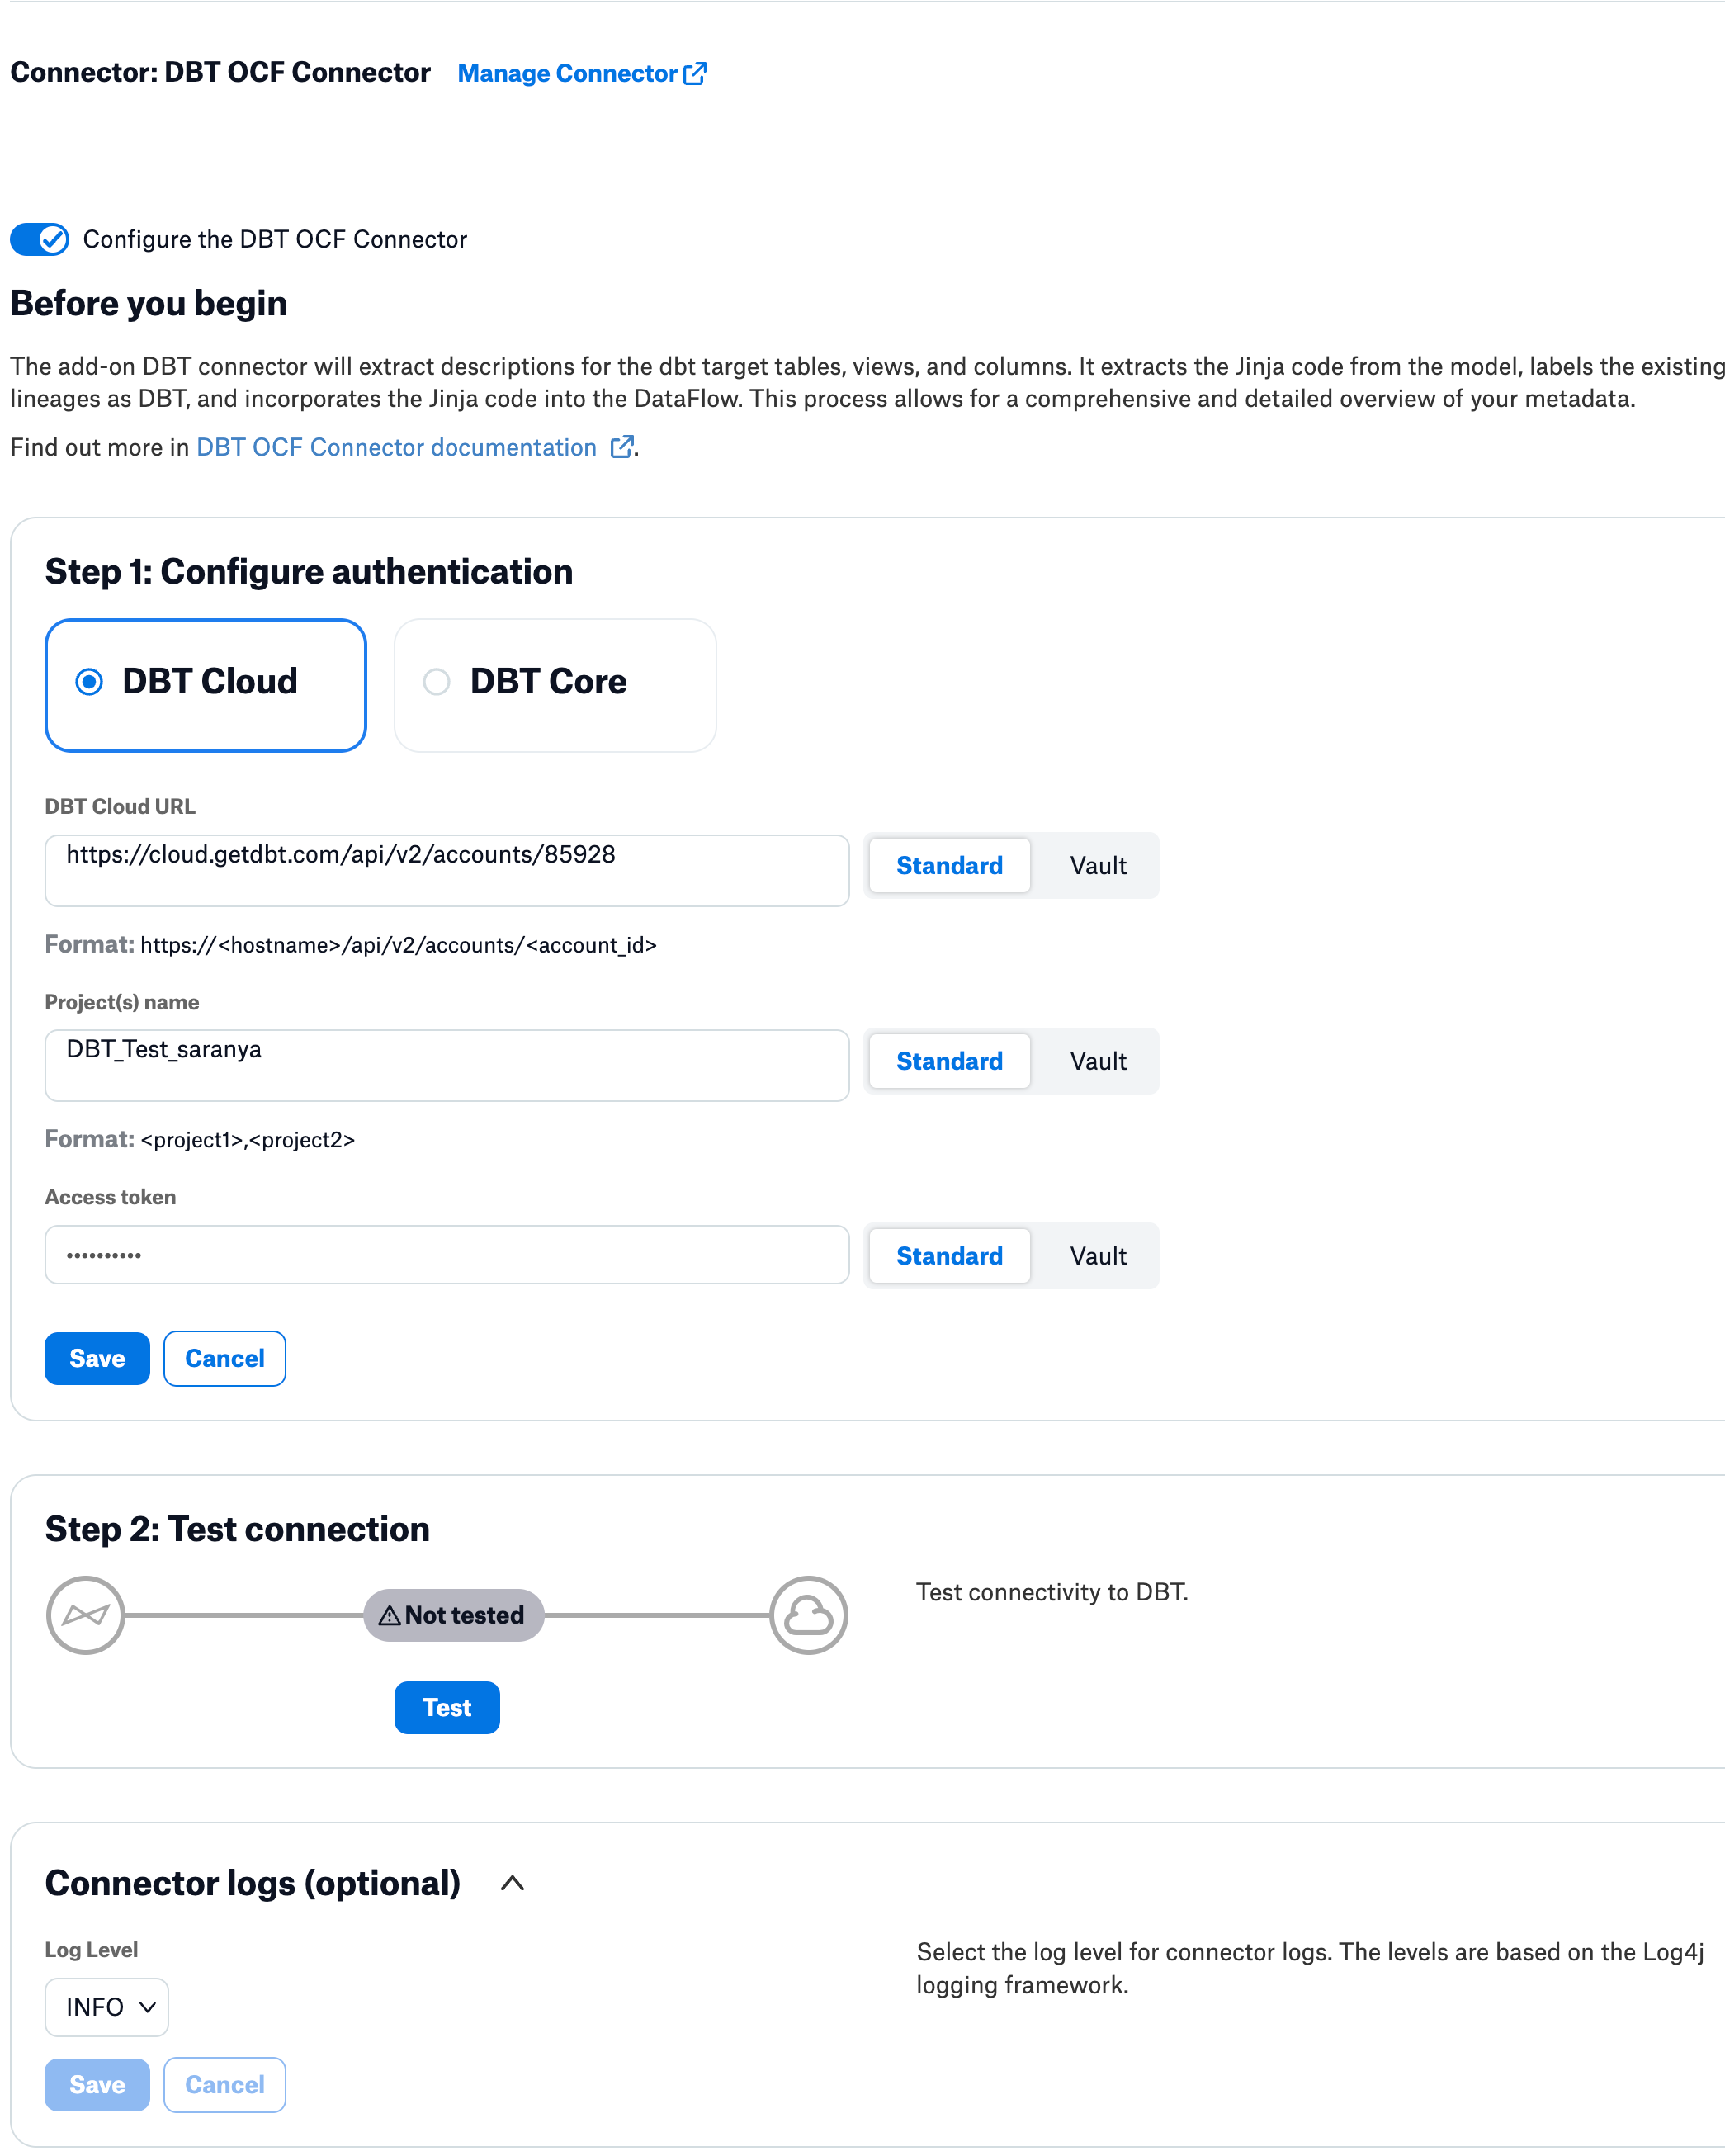 Connector: DBT OCF Connector Manage Connector
Configure the DBT OCF Connector
Before you begin
The add-on DBT connector will extract descriptions for the dbt target tables, views, and columns. It extracts the Jinja code from the model, labels the existing
lineages as DBT, and incorporates the Jinja code into the DataFlow. This process allows for a comprehensive and detailed overview of your metadata.
Find out more in DBT OCF Connector documentation .
Step 1: Configure authentication
DBT Cloud DBT Core
DBT Cloud URL
https://cloud.getdbt.com/api/v2/accounts/85928 Standard Vault
Format: https://<hostname>/api/v2/accounts/<account_id>
Project(s) name
DBT_Test_saranya Standard Vault
Format: <project1>,<project2>
Access token
•••••••••• Standard Vault
Save Cancel
Step 2: Test connection
Not tested
Test connectivity to DBT.
Test
Connector logs (optional)
Log Level
INFO
Select the log level for connector logs. The levels are based on the Log4j
logging framework.
Save Cancel